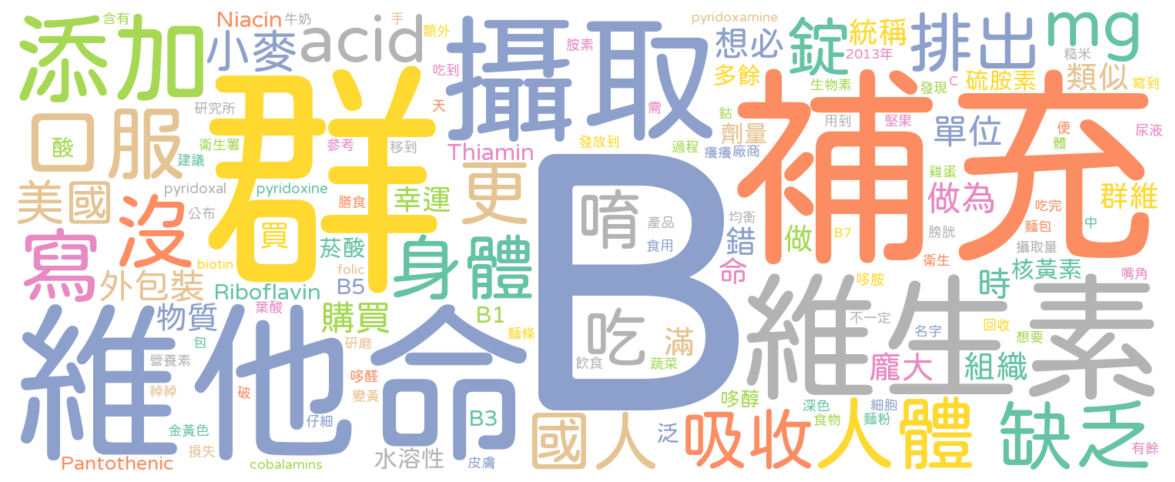 添加
含有
Niacin
牛奶
手
額外
小麥
acid
攝取
胺素
吃到
pyridoxamine
想必
錠
統稱
2013年
多餘
排出
mg
糙米
類似
硫胺素
寫到
C
發現
生物素
研究所
群
天
需
鈷
補充
口服
酸
衛生署
建議
參考
移到
Thiamin
發放到
過程
劑量
癢癢
廠商
用到
堅果
單位
便
體
尿液
美國
pyridoxal
pyridoxine
膳食
幸運
更
B
唷
產品
食用
均衡
雞蛋
做為
群維
吃完
公布
沒
買
寫
biotin
菸酸
folic
B5
身體
錯
命
做
B7
膀胱
麵包
中
攝取量
衛生
核黃素
嘴角
外包裝
Riboflavin
葉酸
物質
購買
B1
麵條
時
哆胺
維生素
維他命
包
研磨
營養素
吃
滿
飲食
蔬菜
不一定
名字
回收
想要
龐大
組織
哆醛
變黃
綽綽
破
仔細
B3
金黃色
損失
水溶性
皮膚
Pantothenic
cobalamins
國人
泛
哆醇
吸收
深色
食物
細胞
麵粉
人體
缺乏
有餘